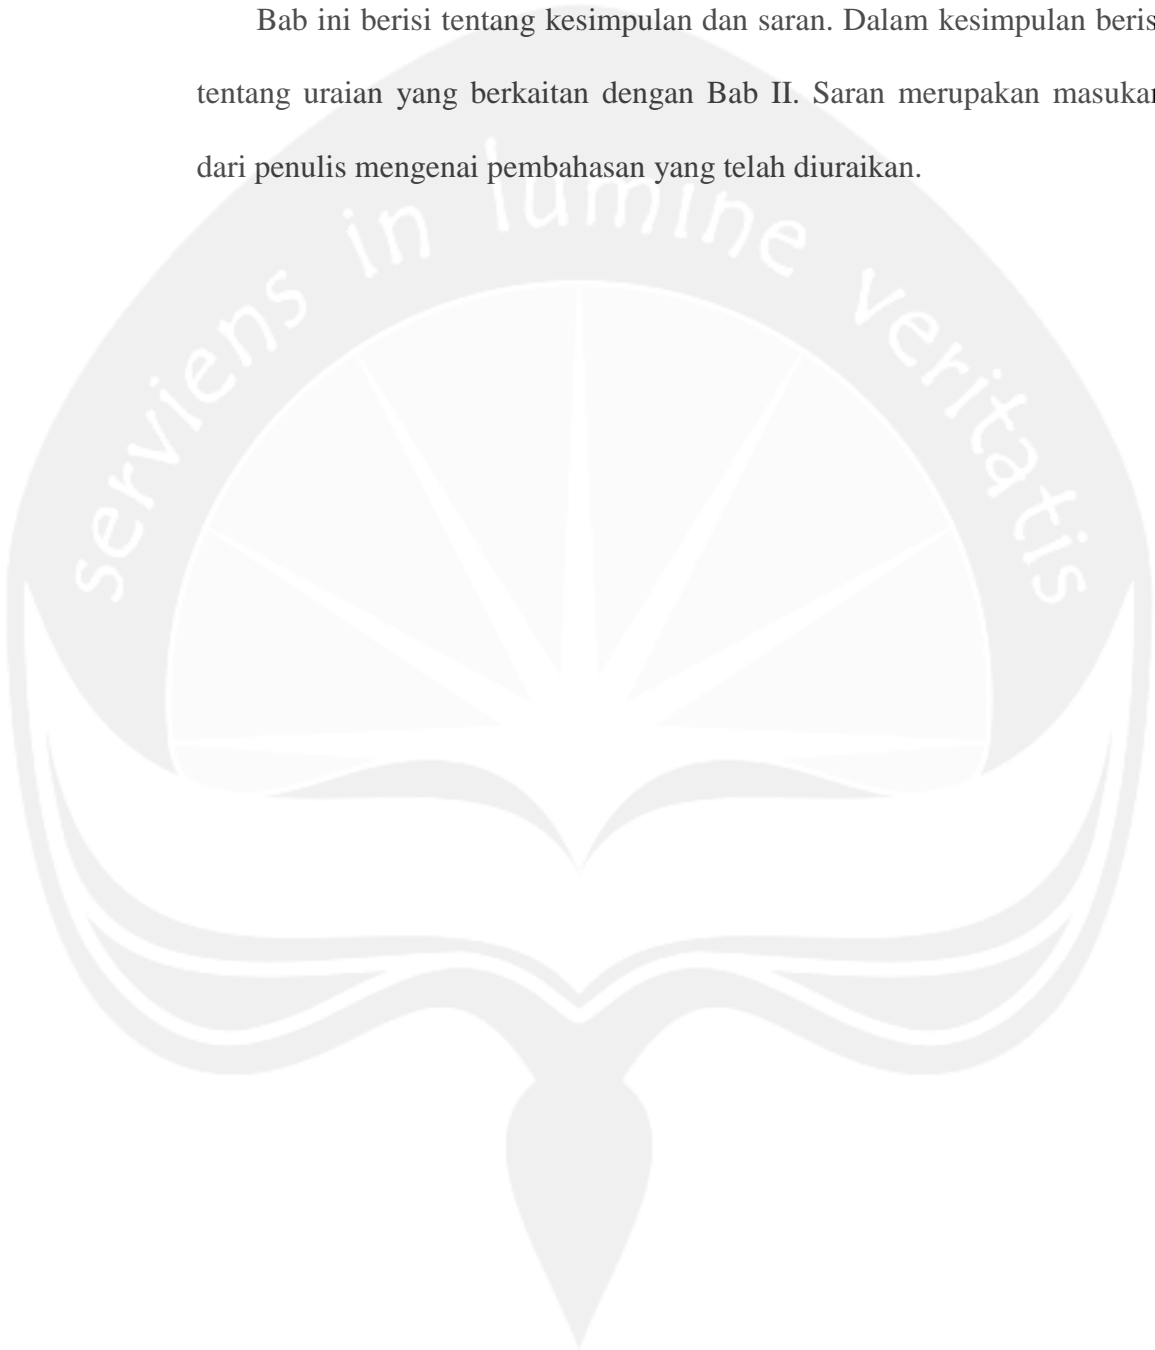 Bab ini berisi tentang kesimpulan dan saran. Dalam kesimpulan beris
tentang uraian yang berkaitan dengan Bab II. Saran merupakan masukan
dari penulis mengenai pembahasan yang telah diuraikan.
serviens in lumine veritatis